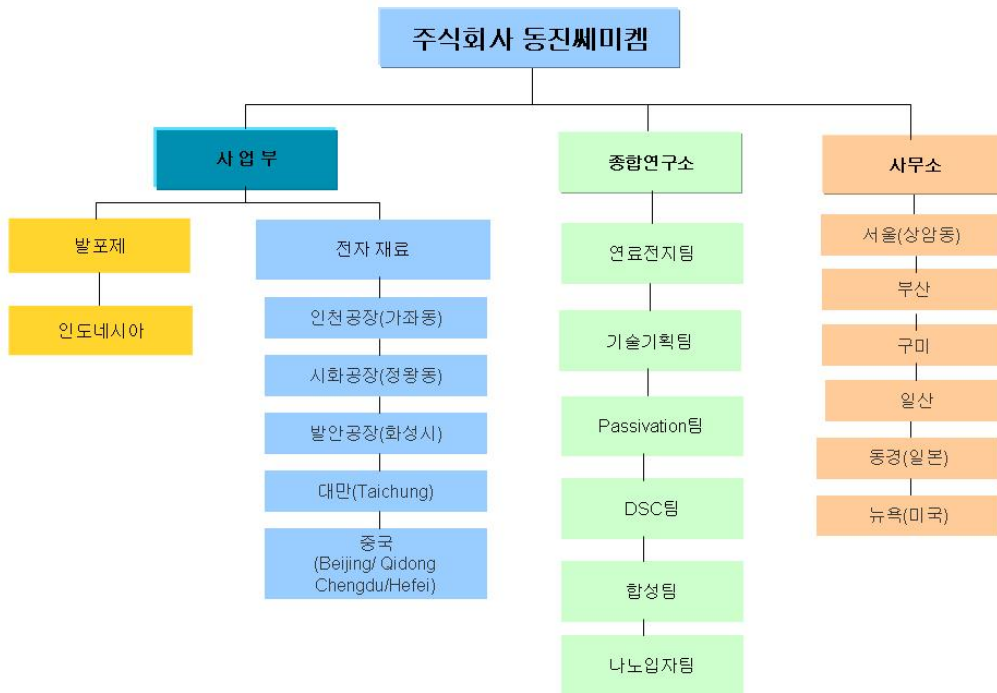 주식회사 동진쎄미켐
사 업 부
종합연구소
사무소
발포제
인도네시아
전자 재료
인천공장(가좌동)
시화공장(정왕동)
발안공장(화성시)
대만(Taichung)
중국
(Beijing/ Qidong
Chengdu/Hefei)
연료전지팀
기술기획팀
Passivation팀
DSC팀
합성팀
나노입자팀
서울(상암동)
부산
구미
일산
동경(일본)
뉴욕(미국)